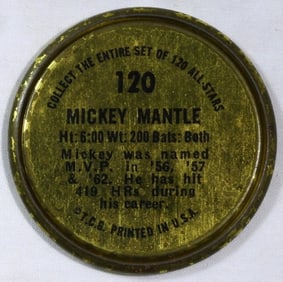 COLLECT THE ENTIRE SET OF 120 ALL-STARS
120
MICKEY MANTLE
Ht: 6:00 Wt: 200 Bats: Both
Mickey was named
M.V.P. in '56, '57
& '62. He has hit
419 HRs during
his career.
©T.C.G. PRINTED IN U.S.A.